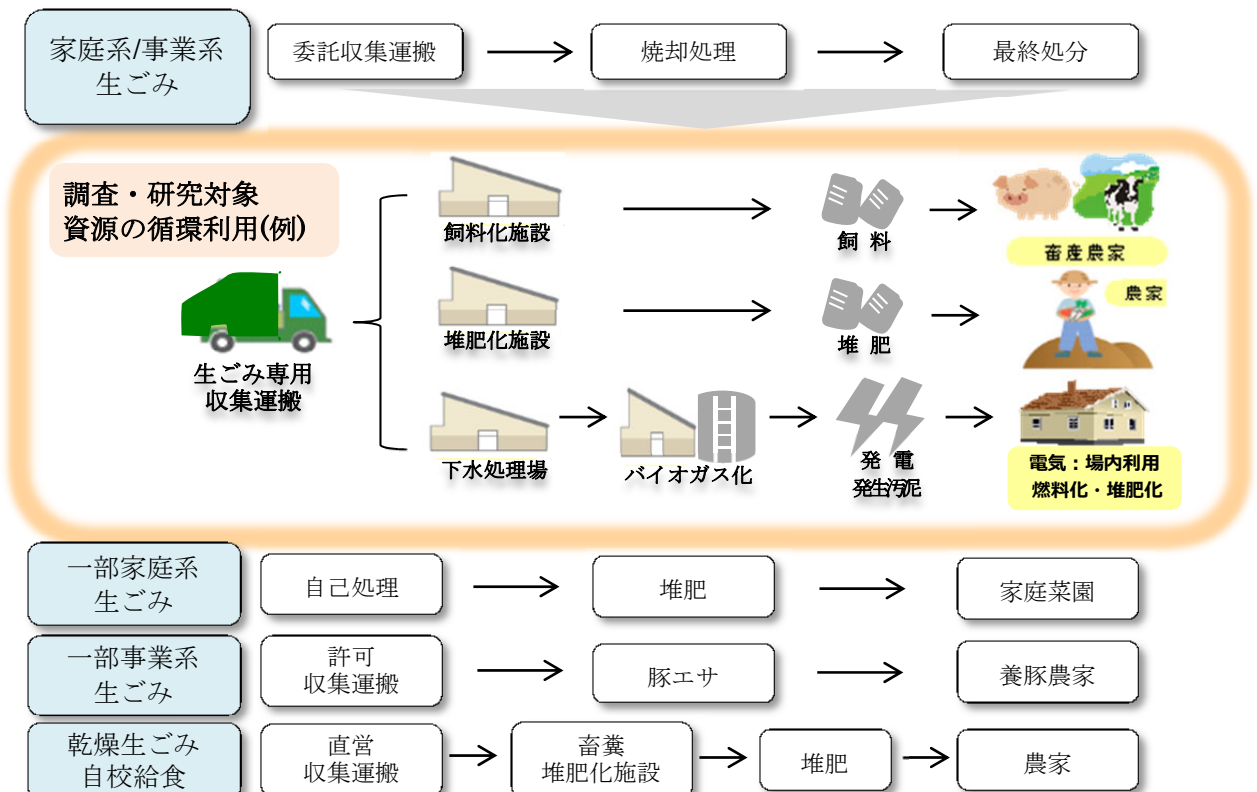 家庭系/事業系
生ごみ
委託収集運搬
焼却処理
最終処分
調査・研究対象
資源の循環利用(例)
生ごみ専用
収集運搬
飼料化施設
飼 料
畜産農家
堆肥化施設
堆 肥
農家
下水処理場
バイオガス化
発 電
発生汚泥
電気：場内利用
燃料化・堆肥化
一部家庭系
生ごみ
自己処理
堆肥
家庭菜園
一部事業系
生ごみ
許可
収集運搬
豚エサ
養豚農家
乾燥生ごみ
自校給食
直営
収集運搬
畜糞
堆肥化施設
堆肥
農家